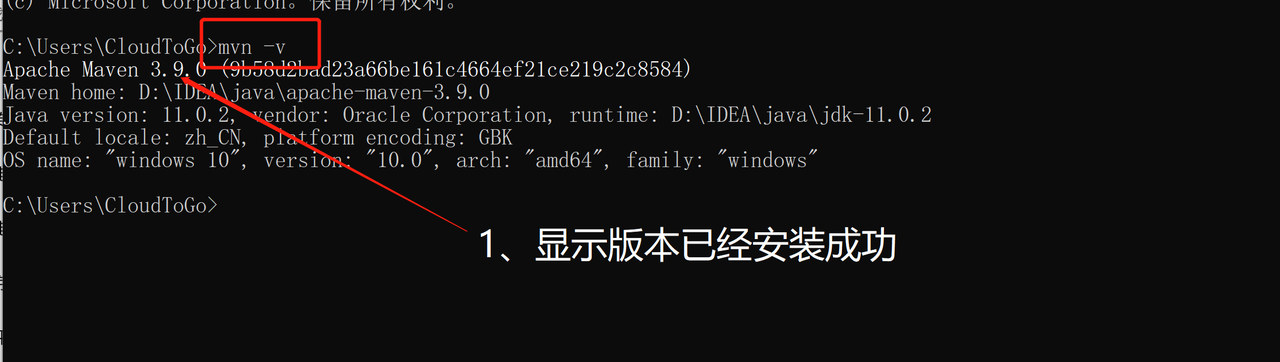 (c) Microsoft Corporation。保留所有权利。
C:\Users\CloudToGo>mvn -v
Apache Maven 3.9.0 (9b58d2bad23a66be161c4664ef21ce219c2c8584)
Maven home: D:\IDEA\java\apache-maven-3.9.0
Java version: 11.0.2, vendor: Oracle Corporation, runtime: D:\IDEA\java\jdk-11.0.2
Default locale: zh_CN, platform encoding: GBK
OS name: "windows 10", version: "10.0", arch: "amd64", family: "windows"
C:\Users\CloudToGo>
1、显示版本已经安装成功